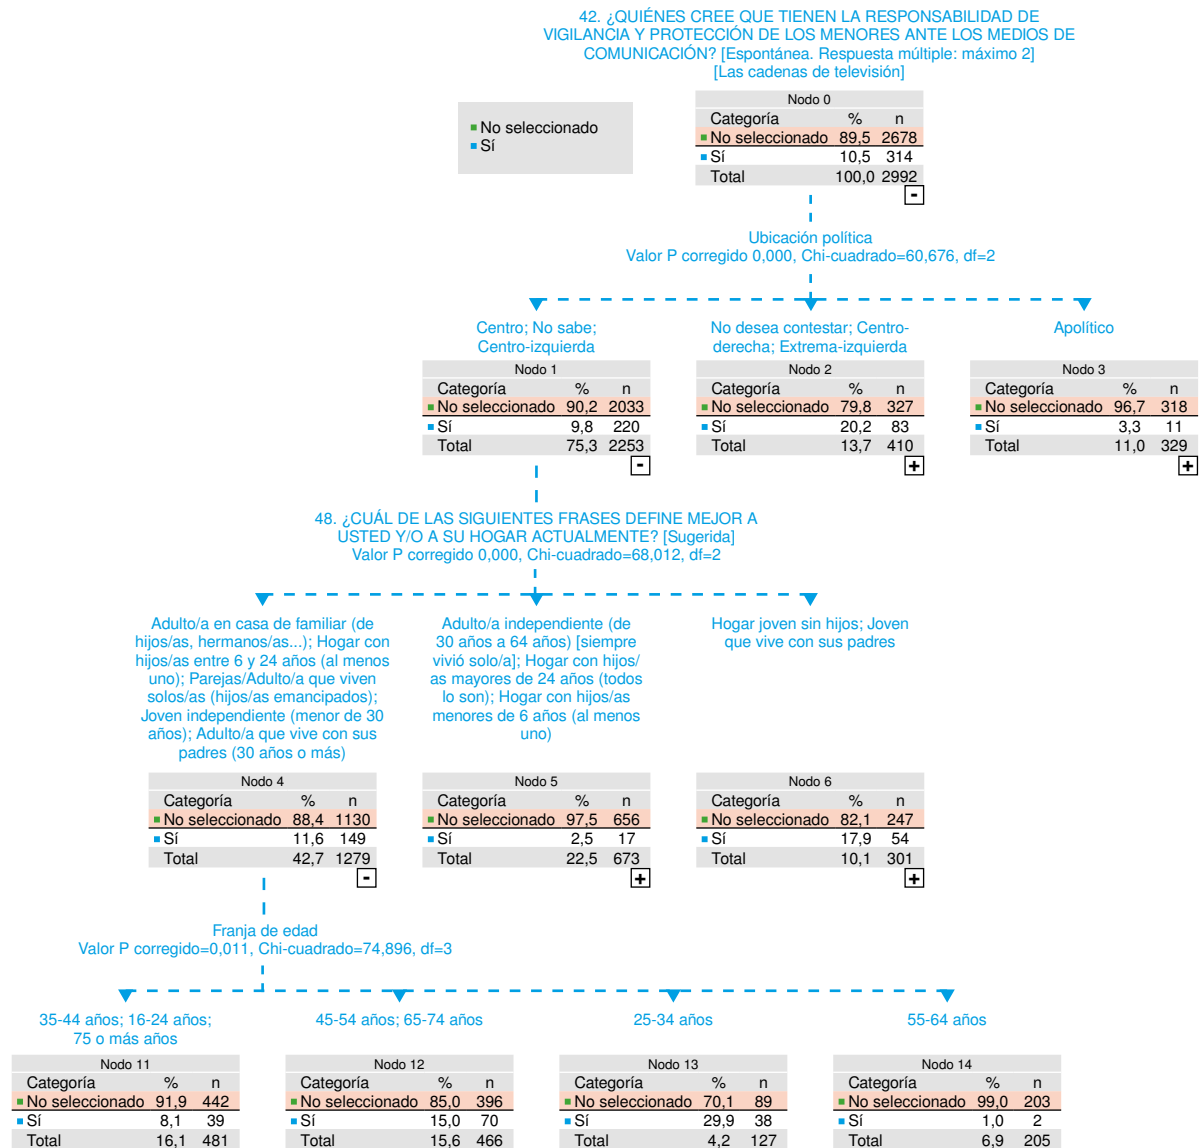 42. ¿QUIÉNES CREE QUE TIENEN LA RESPONSABILIDAD DE
VIGILANCIA Y PROTECCIÓN DE LOS MENORES ANTE LOS MEDIOS DE
COMUNICACIÓN? [Espontánea. Respuesta múltiple: máximo 2]
[Las cadenas de televisión]
No seleccionado
Sí
Nodo 0
Categoría % n
No seleccionado 89,5 2678
Sí 10,5 314
Total 100,0 2992
-
Ubicación política
Valor P corregido 0,000, Chi-cuadrado=60,676, df=2
Centro; No sabe;
Centro-izquierda
Nodo 1
Categoría % n
No seleccionado 90,2 2033
Sí 9,8 220
Total 75,3 2253
-
No desea contestar; Centro-
derecha; Extrema-izquierda
Nodo 2
Categoría % n
No seleccionado 79,8 327
Sí 20,2 83
Total 13,7 410
+
Apolítico
Nodo 3
Categoría % n
No seleccionado 96,7 318
Sí 3,3 11
Total 11,0 329
+
48. ¿CUÁL DE LAS SIGUIENTES FRASES DEFINE MEJOR A
USTED Y/O A SU HOGAR ACTUALMENTE? [Sugerida]
Valor P corregido 0,000, Chi-cuadrado=68,012, df=2
Adulto/a en casa de familiar (de
hijos/as, hermanos/as...); Hogar con
hijos/as entre 6 y 24 años (al menos
uno); Parejas/Adulto/a que viven
solos/as (hijos/as emancipados);
Joven independiente (menor de 30
años); Adulto/a que vive con sus
padres (30 años o más)
Nodo 4
Categoría % n
No seleccionado 88,4 1130
Sí 11,6 149
Total 42,7 1279
-
Adulto/a independiente (de
30 años a 64 años) [siempre
vivió solo/a]; Hogar con hijos/
as mayores de 24 años (todos
lo son); Hogar con hijos/as
menores de 6 años (al menos
uno)
Nodo 5
Categoría % n
No seleccionado 97,5 656
Sí 2,5 17
Total 22,5 673
+
Hogar joven sin hijos; Joven
que vive con sus padres
Nodo 6
Categoría % n
No seleccionado 82,1 247
Sí 17,9 54
Total 10,1 301
+
Franja de edad
Valor P corregido=0,011, Chi-cuadrado=74,896, df=3
35-44 años; 16-24 años;
75 o más años
Nodo 11
Categoría % n
No seleccionado 91,9 442
Sí 8,1 39
Total 16,1 481
45-54 años; 65-74 años
Nodo 12
Categoría % n
No seleccionado 85,0 396
Sí 15,0 70
Total 15,6 466
25-34 años
Nodo 13
Categoría % n
No seleccionado 70,1 89
Sí 29,9 38
Total 4,2 127
55-64 años
Nodo 14
Categoría % n
No seleccionado 99,0 203
Sí 1,0 2
Total 6,9 205